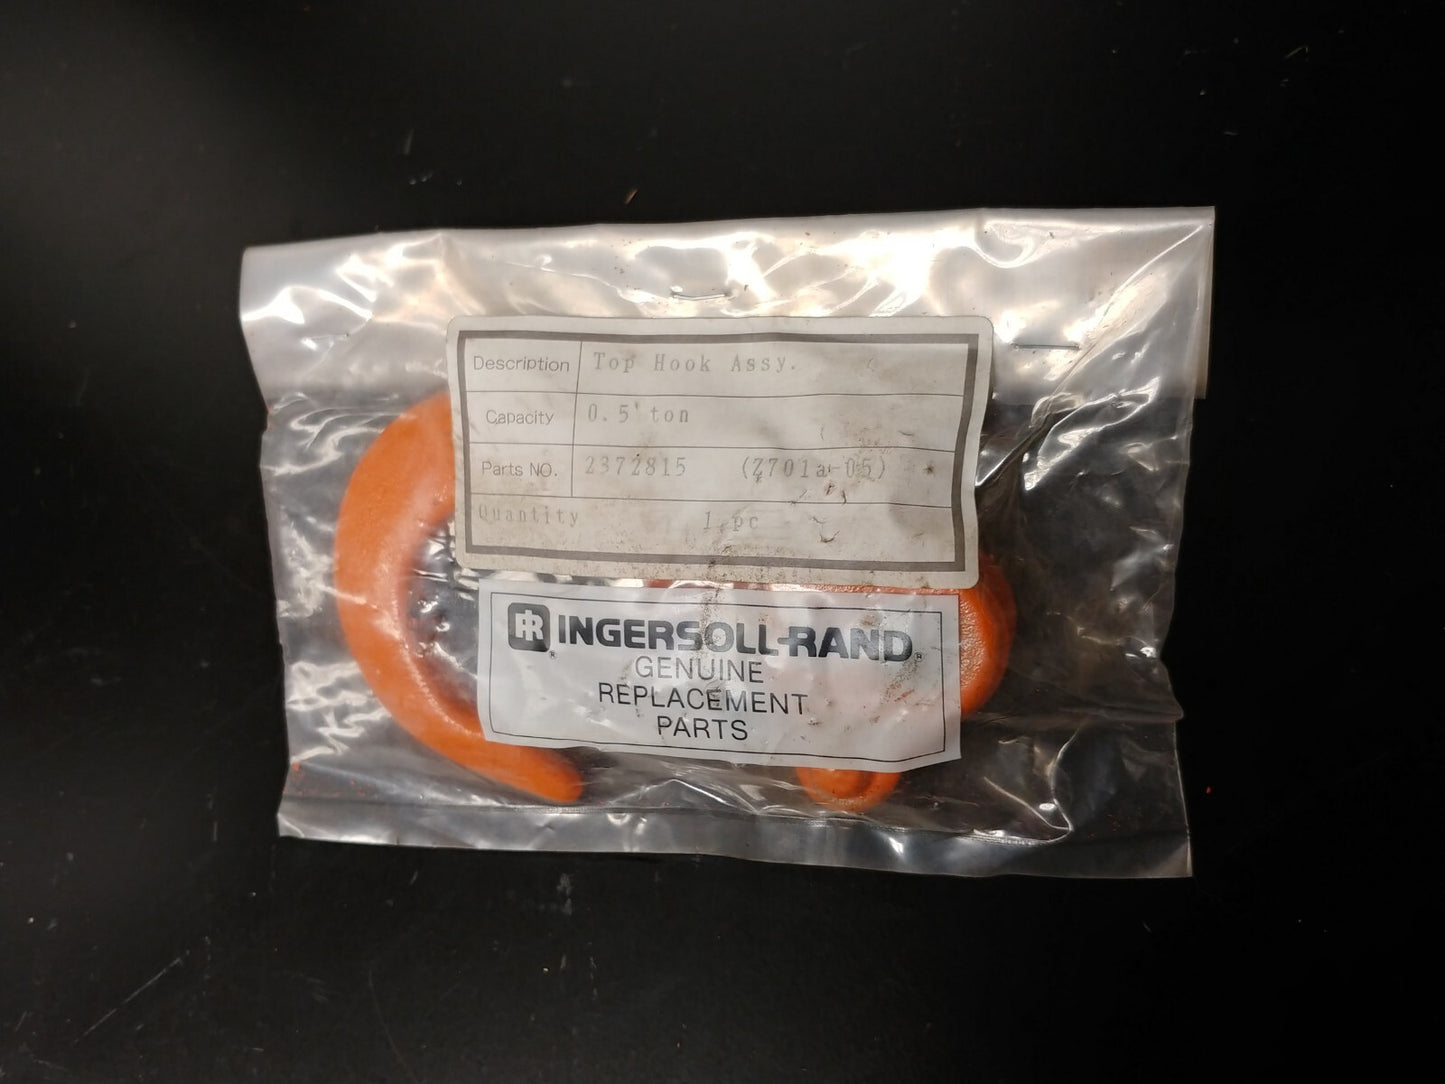 Description Top Hook Assy.
Capacity 0.5 ton
Parts NO. 2372815 (Z701a-05)
Quantity 1 pc
IR® INGERSOLL-RAND®
GENUINE
REPLACEMENT
PARTS